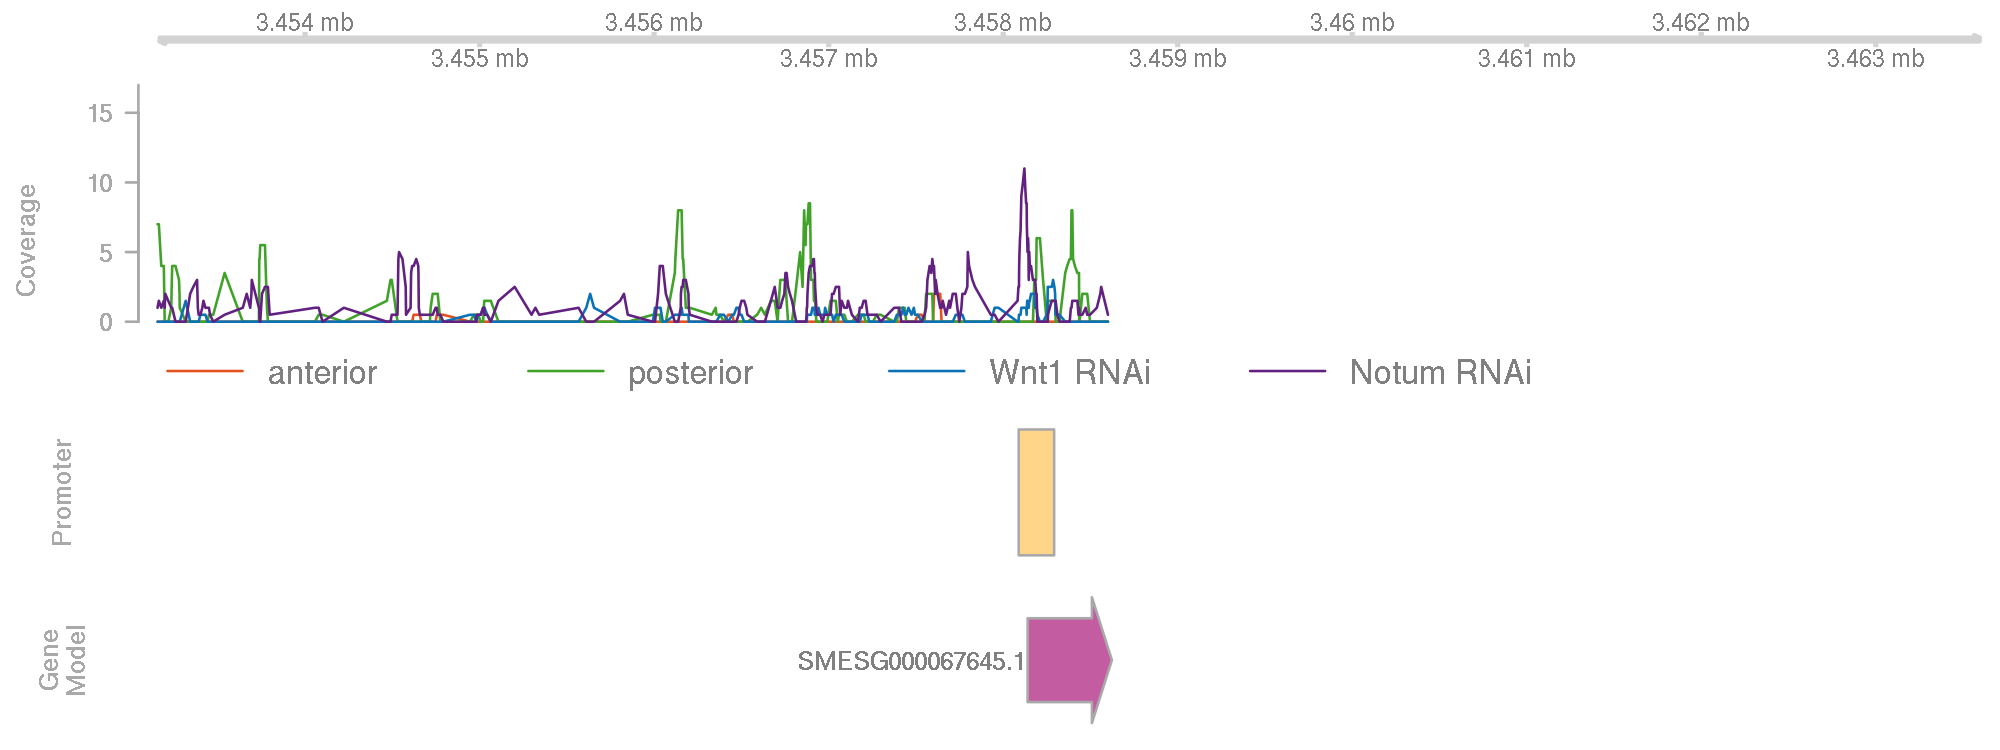 3.454 mb 3.456 mb 3.458 mb 3.46 mb 3.462 mb
3.455 mb 3.457 mb 3.459 mb 3.461 mb 3.463 mb
Coverage
15
10
5
0
anterior posterior Wnt1 RNAi Notum RNAi
Promoter
Gene
Model
SMESG000067645.1